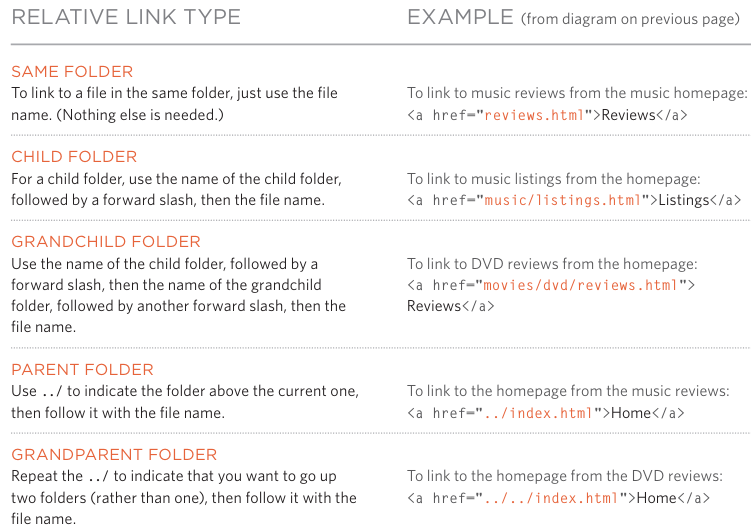 RELATIVE LINK TYPE
EXAMPLE (from diagram on previous page)
SAME FOLDER
To link to a file in the same folder, just use the file
name. (Nothing else is needed.)
To link to music reviews from the music homepage:
<a href="reviews.html">Reviews</a>
CHILD FOLDER
For a child folder, use the name of the child folder,
followed by a forward slash, then the file name.
To link to music listings from the homepage:
<a href="music/listings.html">Listings</a>
GRANDCHILD FOLDER
Use the name of the child folder, followed by a
forward slash, then the name of the grandchild
folder, followed by another forward slash, then the
file name.
To link to DVD reviews from the homepage:
<a href="movies/dvd/reviews.html">
Reviews</a>
PARENT FOLDER
Use ../ to indicate the folder above the current one,
then follow it with the file name.
To link to the homepage from the music reviews:
<a href="../index.html">Home</a>
GRANDPARENT FOLDER
Repeat the ../ to indicate that you want to go up
two folders (rather than one), then follow it with the
file name.
To link to the homepage from the DVD reviews:
<a href="../../index.html">Home</a>